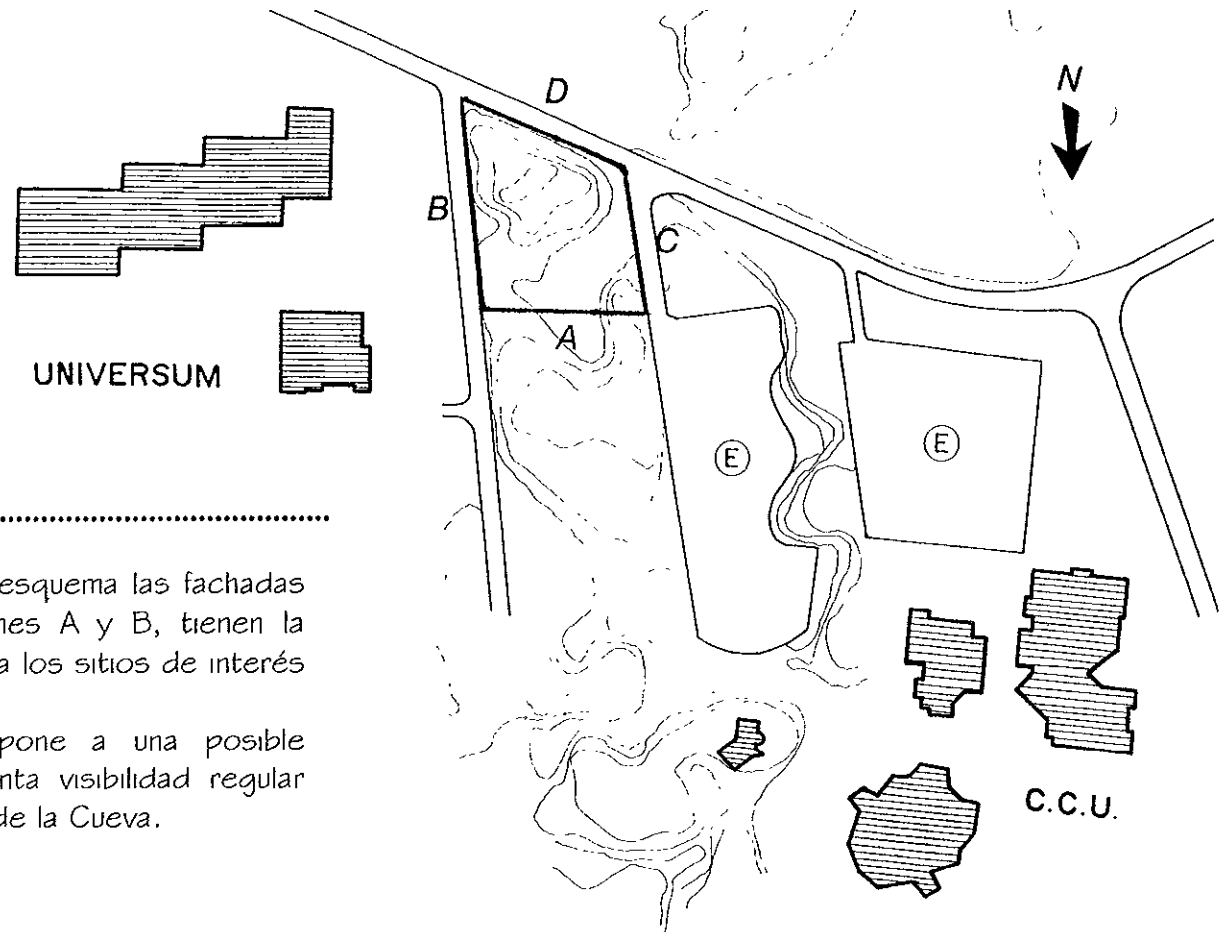 D
N
B
C
A
UNIVERSUM
E
E
esquema las fachadas
nes A y B, tienen la
a los sitios de interés
pone a una posible
nta visibilidad regular
de la Cueva.
C.C.U.